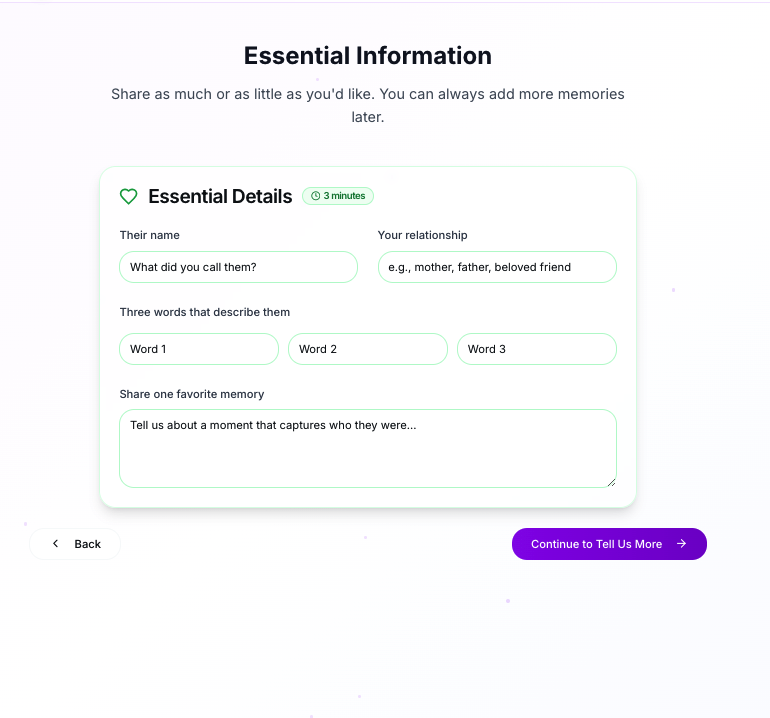 Essential Information
Share as much or as little as you'd like. You can always add more memories
later.
Essential Details
3 minutes
Their name
Your relationship
What did you call them?
e.g., mother, father, beloved friend
Three words that describe them
Word 1
Word 2
Word 3
Share one favorite memory
Tell us about a moment that captures who they were...
Back
Continue to Tell Us More